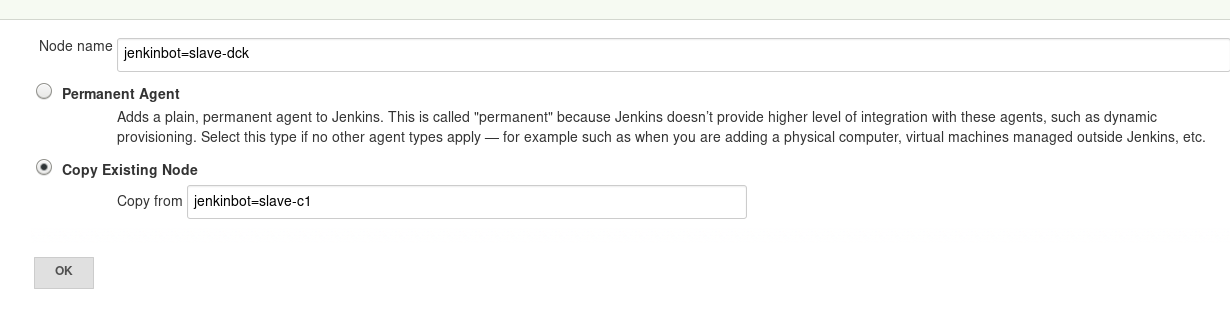 Node name jenkinbot=slave-dck
Permanent Agent
Adds a plain, permanent agent to Jenkins. This is called "permanent" because Jenkins doesn't provide higher level of integration with these agents, such as dynamic
provisioning. Select this type if no other agent types apply — for example such as when you are adding a physical computer, virtual machines managed outside Jenkins, etc.
Copy Existing Node
Copy from jenkinbot=slave-c1
OK